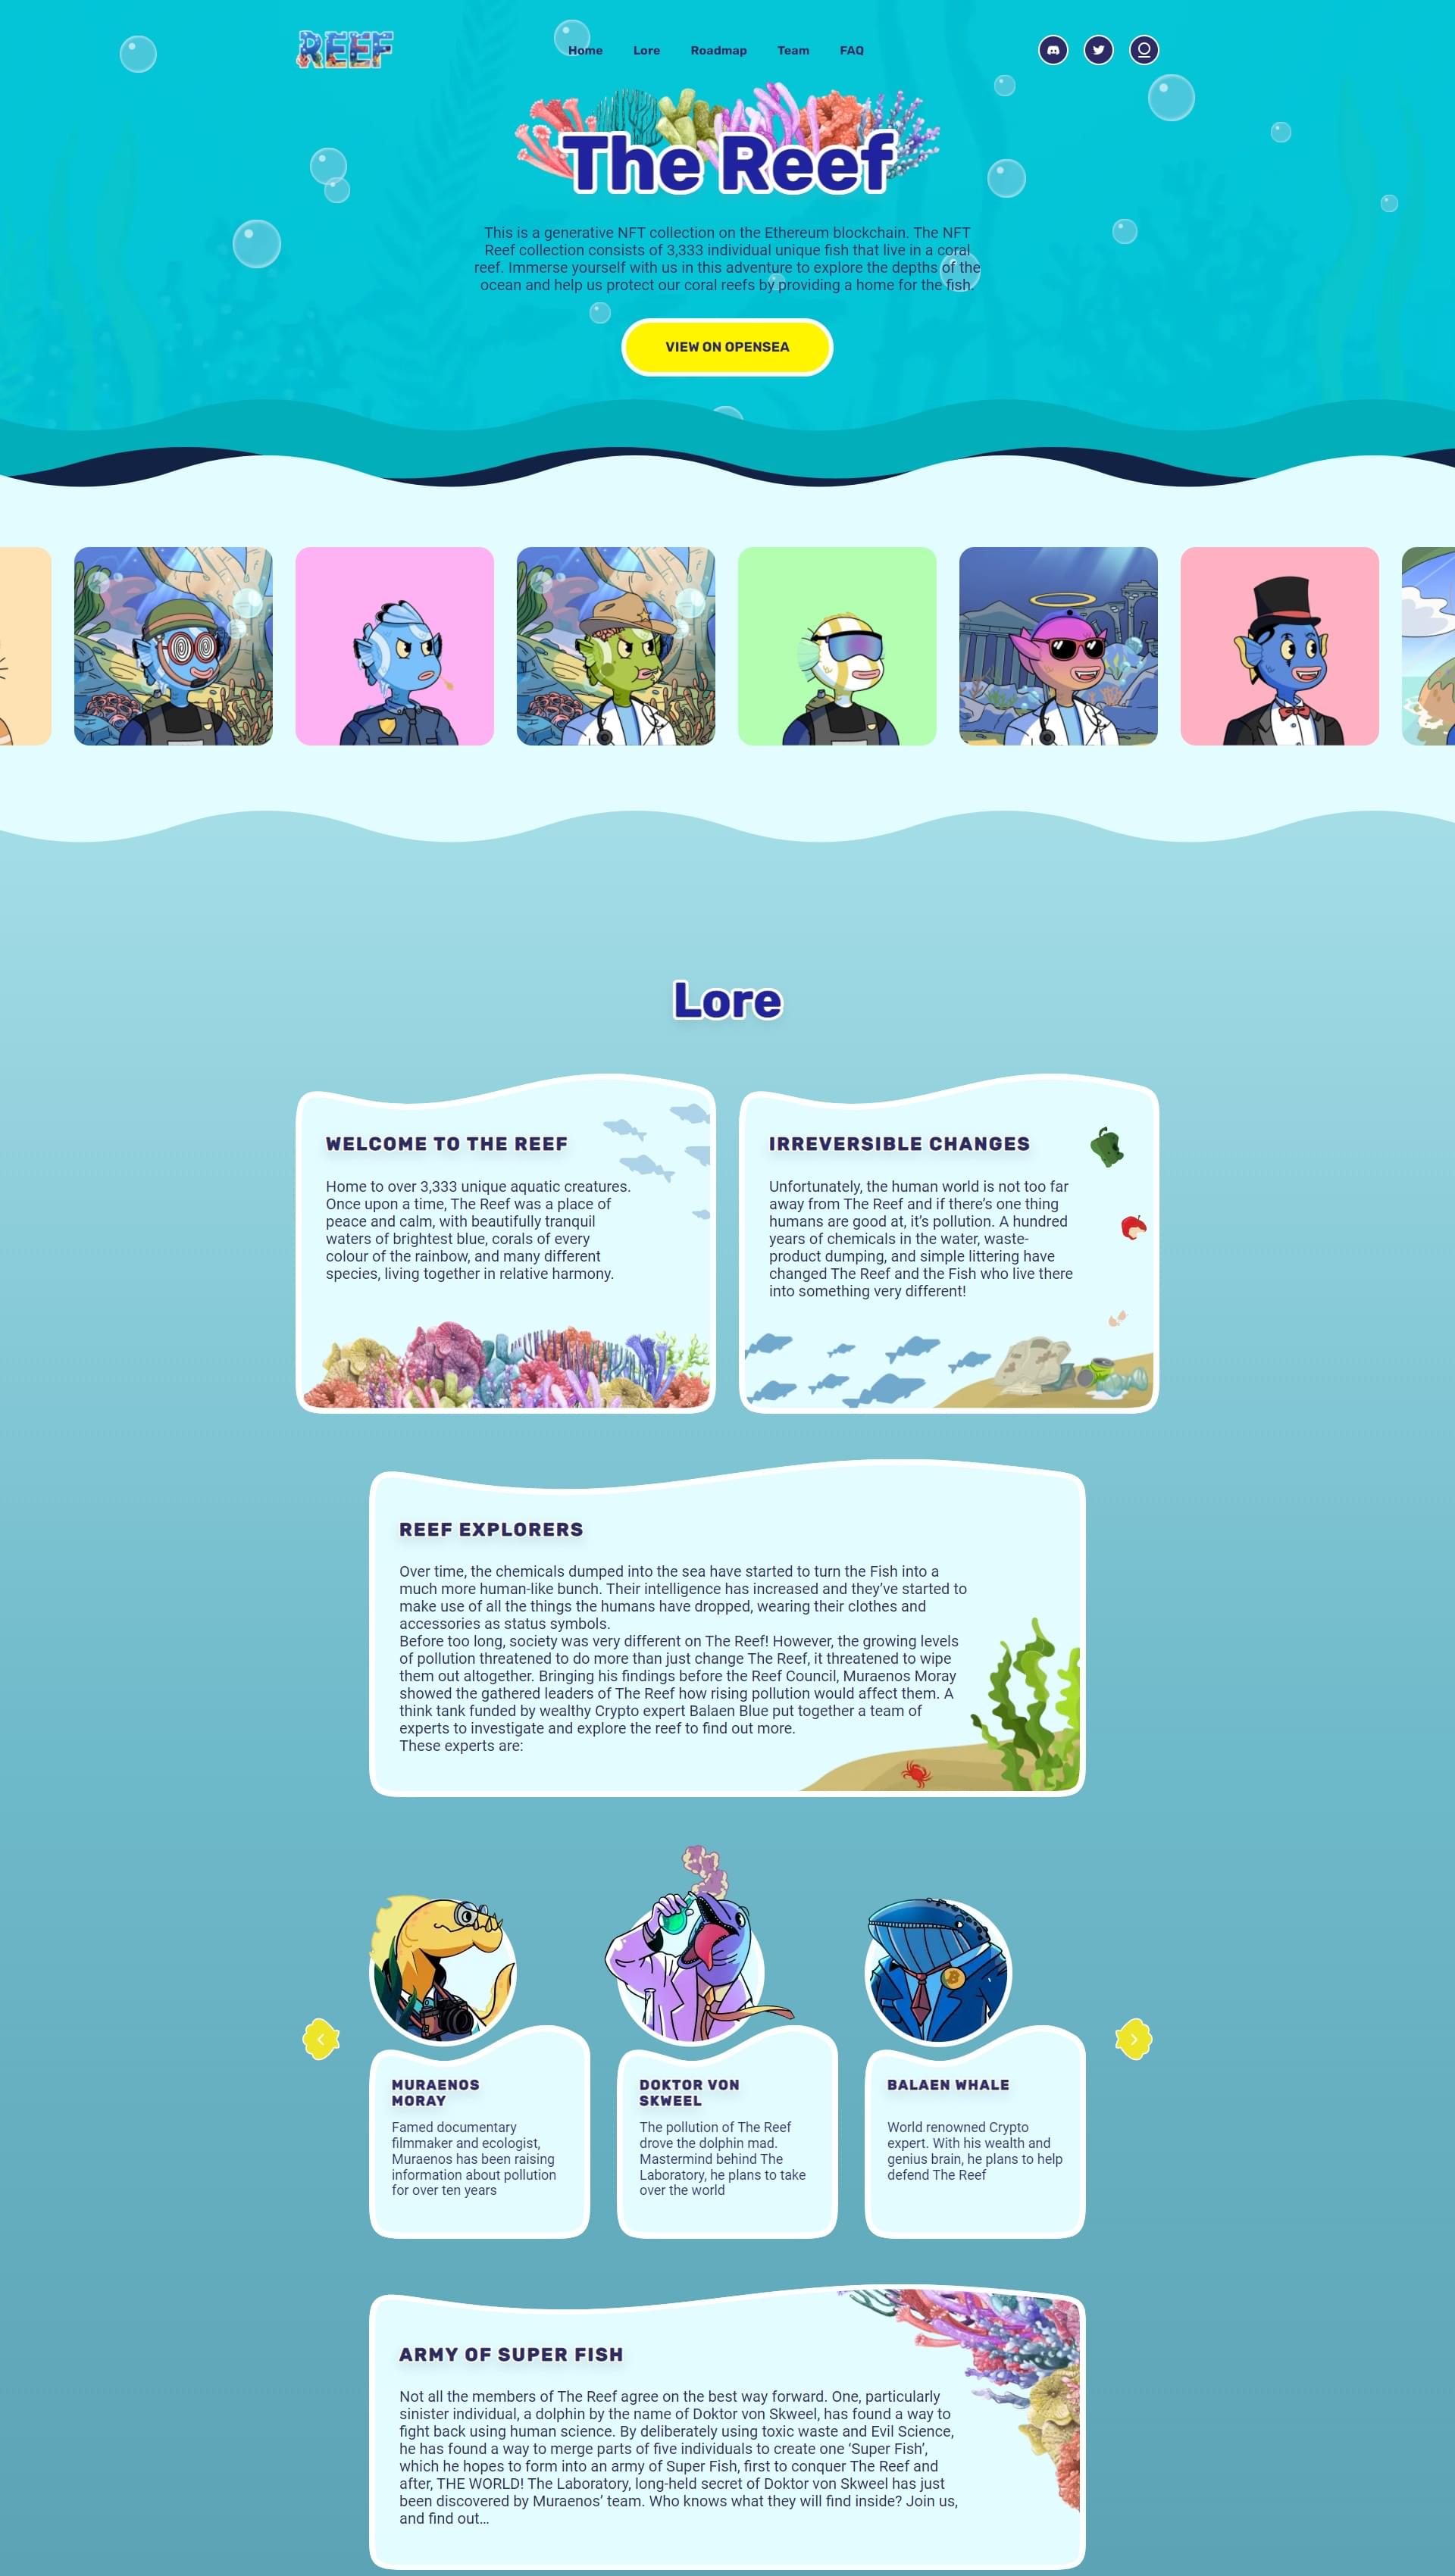 REEF
Home
Lore
Roadmap
Team
FAQ
The Reef
This is a generative NFT collection on the Ethereum blockchain. The NFT
Reef collection consists of 3,333 individual unique fish that live in a coral
reef. Immerse yourself with us in this adventure to explore the depths of the
ocean and help us protect our coral reefs by providing a home for the fish.
VIEW ON OPENSEA
Lore
WELCOME TO THE REEF
Home to over 3,333 unique aquatic creatures.
Once upon a time, The Reef was a place of
peace and calm, with beautifully tranquil
waters of brightest blue, corals of every
colour of the rainbow, and many different
species, living together in relative harmony.
IRREVERSIBLE CHANGES
Unfortunately, the human world is not too far
away from The Reef and if there’s one thing
humans are good at, it’s pollution. A hundred
years of chemicals in the water, waste-
product dumping, and simple littering have
changed The Reef and the Fish who live there
into something very different!
REEF EXPLORERS
Over time, the chemicals dumped into the sea have started to turn the Fish into a
much more human-like bunch. Their intelligence has increased and they’ve started to
make use of all the things the humans have dropped, wearing their clothes and
accessories as status symbols.
Before too long, society was very different on The Reef! However, the growing levels
of pollution threatened to do more than just change The Reef, it threatened to wipe
them out altogether. Bringing his findings before the Reef Council, Muraenos Moray
showed the gathered leaders of The Reef how rising pollution would affect them. A
think tank funded by wealthy Crypto expert Balaen Blue put together a team of
experts to investigate and explore the reef to find out more.
These experts are:
MURAENOS
MORAY
Famed documentary
filmmaker and ecologist,
Muraenos has been raising
information about pollution
for over ten years
DOKTOR VON
SKWEEL
The pollution of The Reef
drove the dolphin mad.
Mastermind behind The
Laboratory, he plans to take
over the world
BALAEN WHALE
World renowned Crypto
expert. With his wealth and
genius brain, he plans to help
defend The Reef
ARMY OF SUPER FISH
Not all the members of The Reef agree on the best way forward. One, particularly
sinister individual, a dolphin by the name of Doktor von Skweel, has found a way to
fight back using human science. By deliberately using toxic waste and Evil Science,
he has found a way to merge parts of five individuals to create one ‘Super Fish’,
which he hopes to form into an army of Super Fish, first to conquer The Reef and
after, THE WORLD! The Laboratory, long-held secret of Doktor von Skweel has just
been discovered by Muraenos’ team. Who knows what they will find inside? Join us,
and find out...